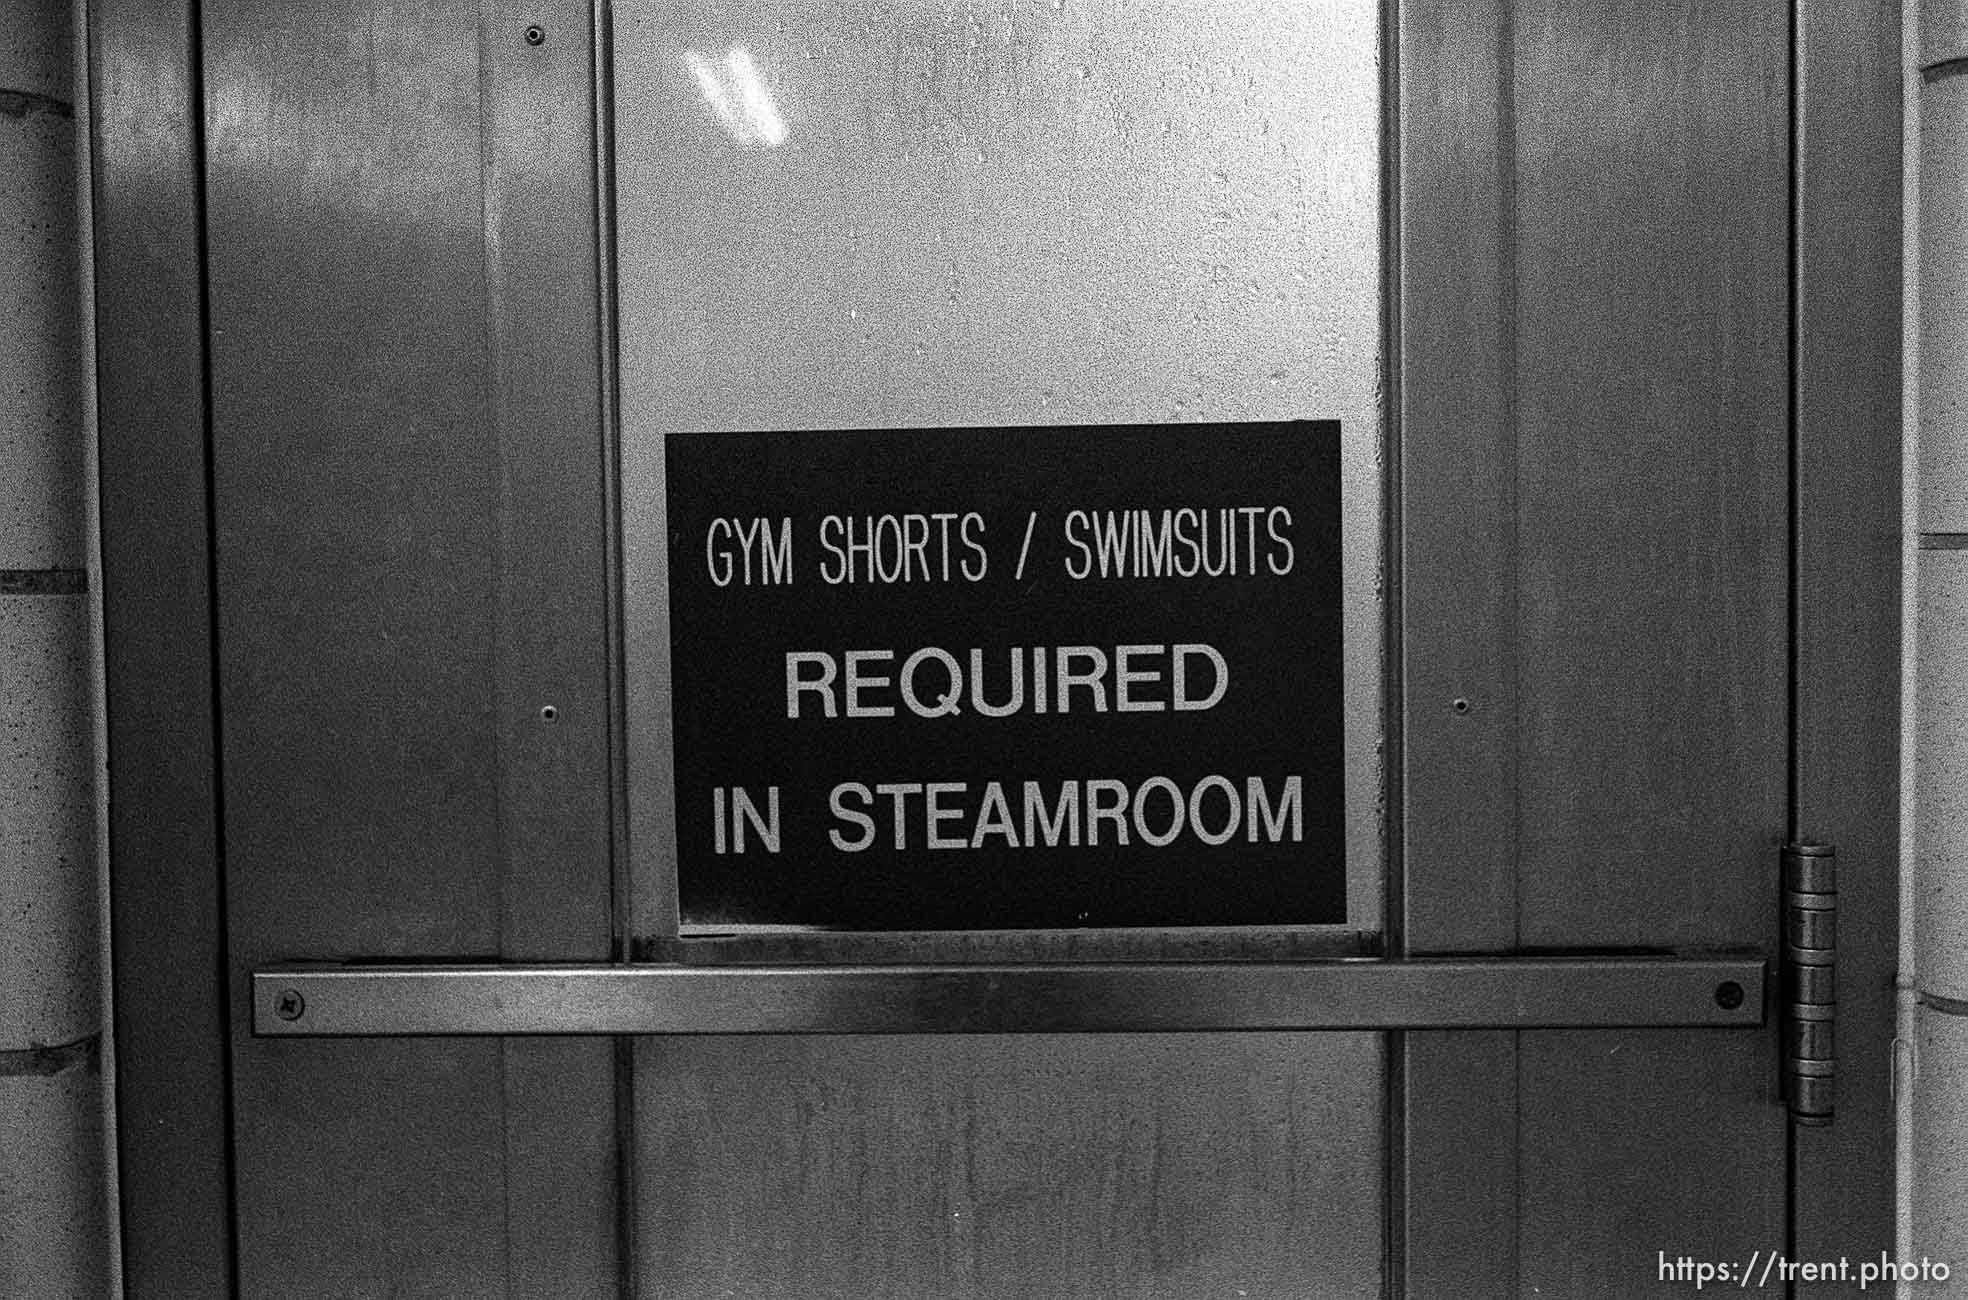 GYM SHORTS / SWIMSUITS
REQUIRED
IN STEAMROOM
https://trent.photo